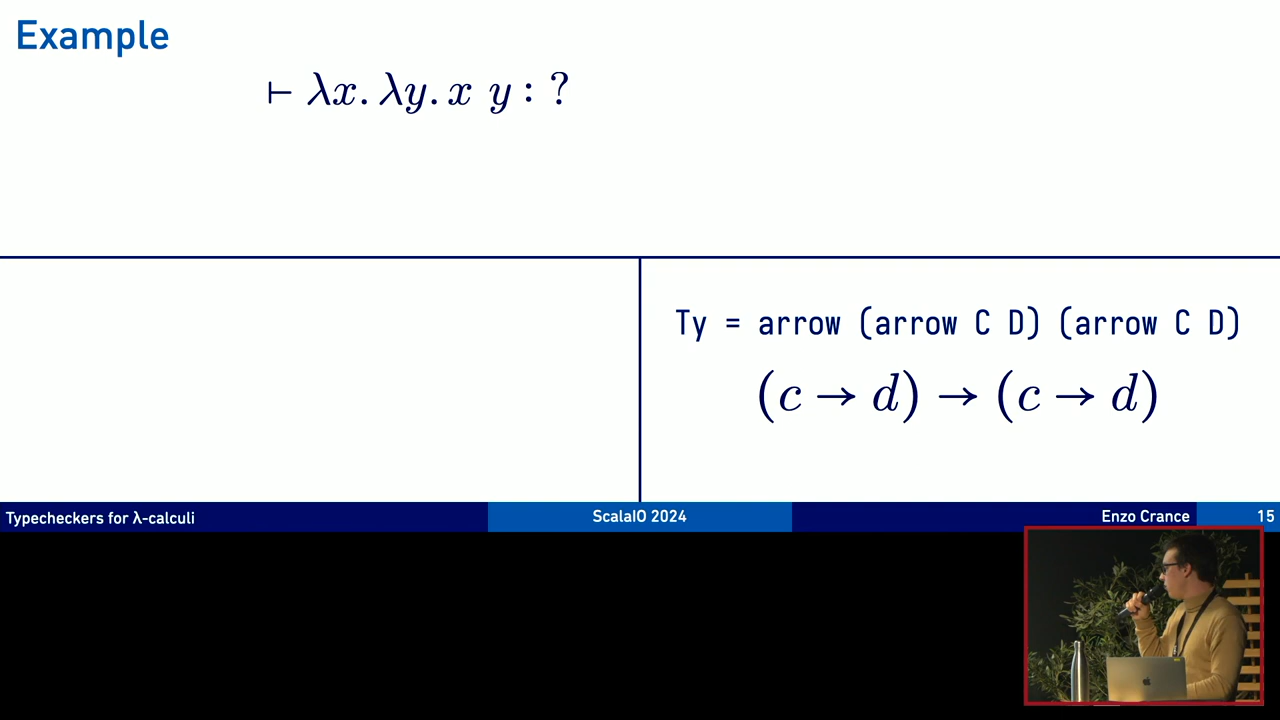 Example
⊢ λx. λy. x y : ?
Ty = arrow (arrow C D) (arrow C D)
(c → d) → (c → d)
Typecheckers for λ-calculi
ScalaIO 2024
Enzo Crance
15